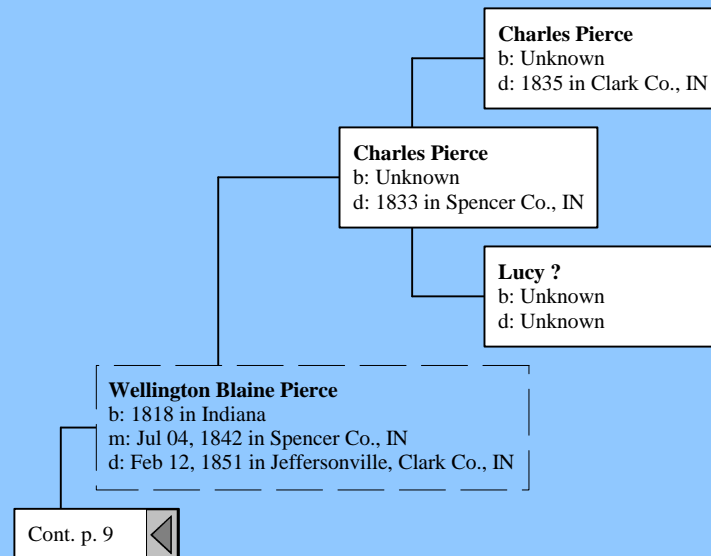 Charles Pierce
b: Unknown
d: 1835 in Clark Co., IN
Charles Pierce
b: Unknown
d: 1833 in Spencer Co., IN
Lucy ?
b: Unknown
d: Unknown
Wellington Blaine Pierce
b: 1818 in Indiana
m: Jul 04, 1842 in Spencer Co., IN
d: Feb 12, 1851 in Jeffersonville, Clark Co., IN
Cont. p. 9